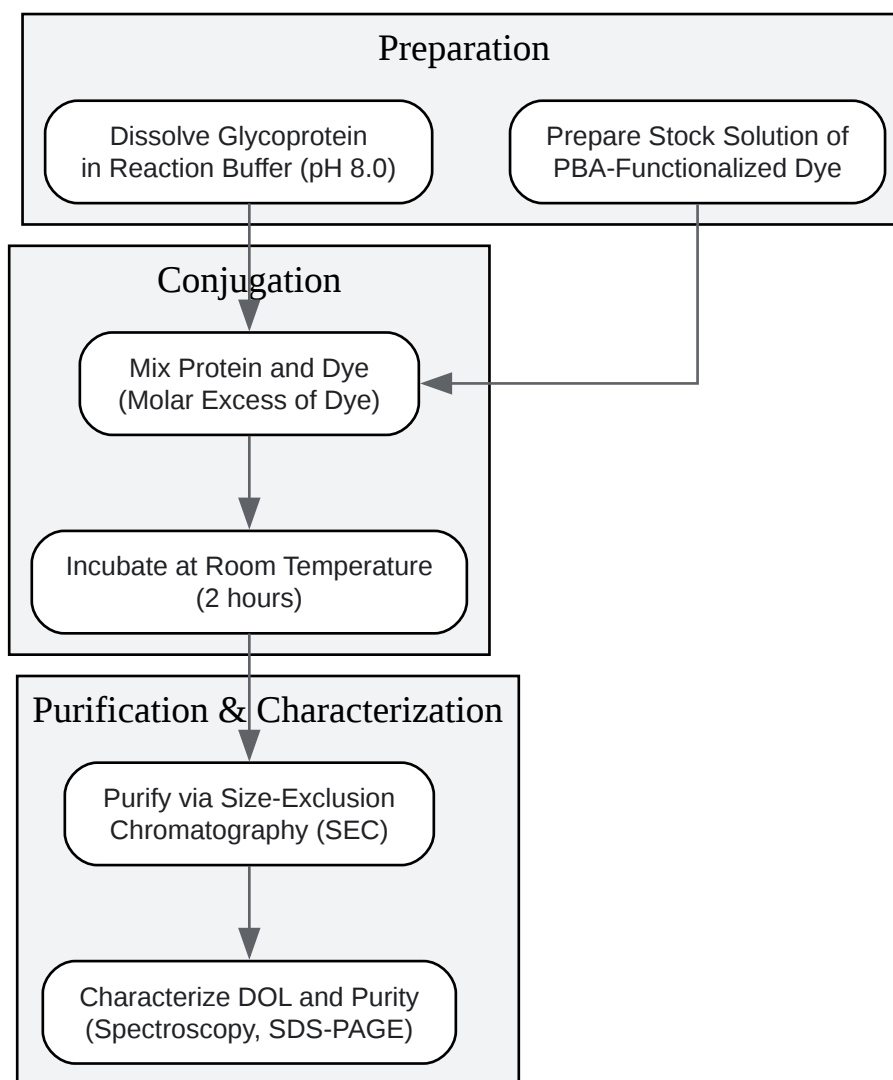 Preparation
Dissolve Glycoprotein
in Reaction Buffer (pH 8.0)
Prepare Stock Solution of
PBA-Functionalized Dye
Conjugation
Mix Protein and Dye
(Molar Excess of Dye)
Incubate at Room Temperature
(2 hours)
Purification & Characterization
Purify via Size-Exclusion
Chromatography (SEC)
Characterize DOL and Purity
(Spectroscopy, SDS-PAGE)